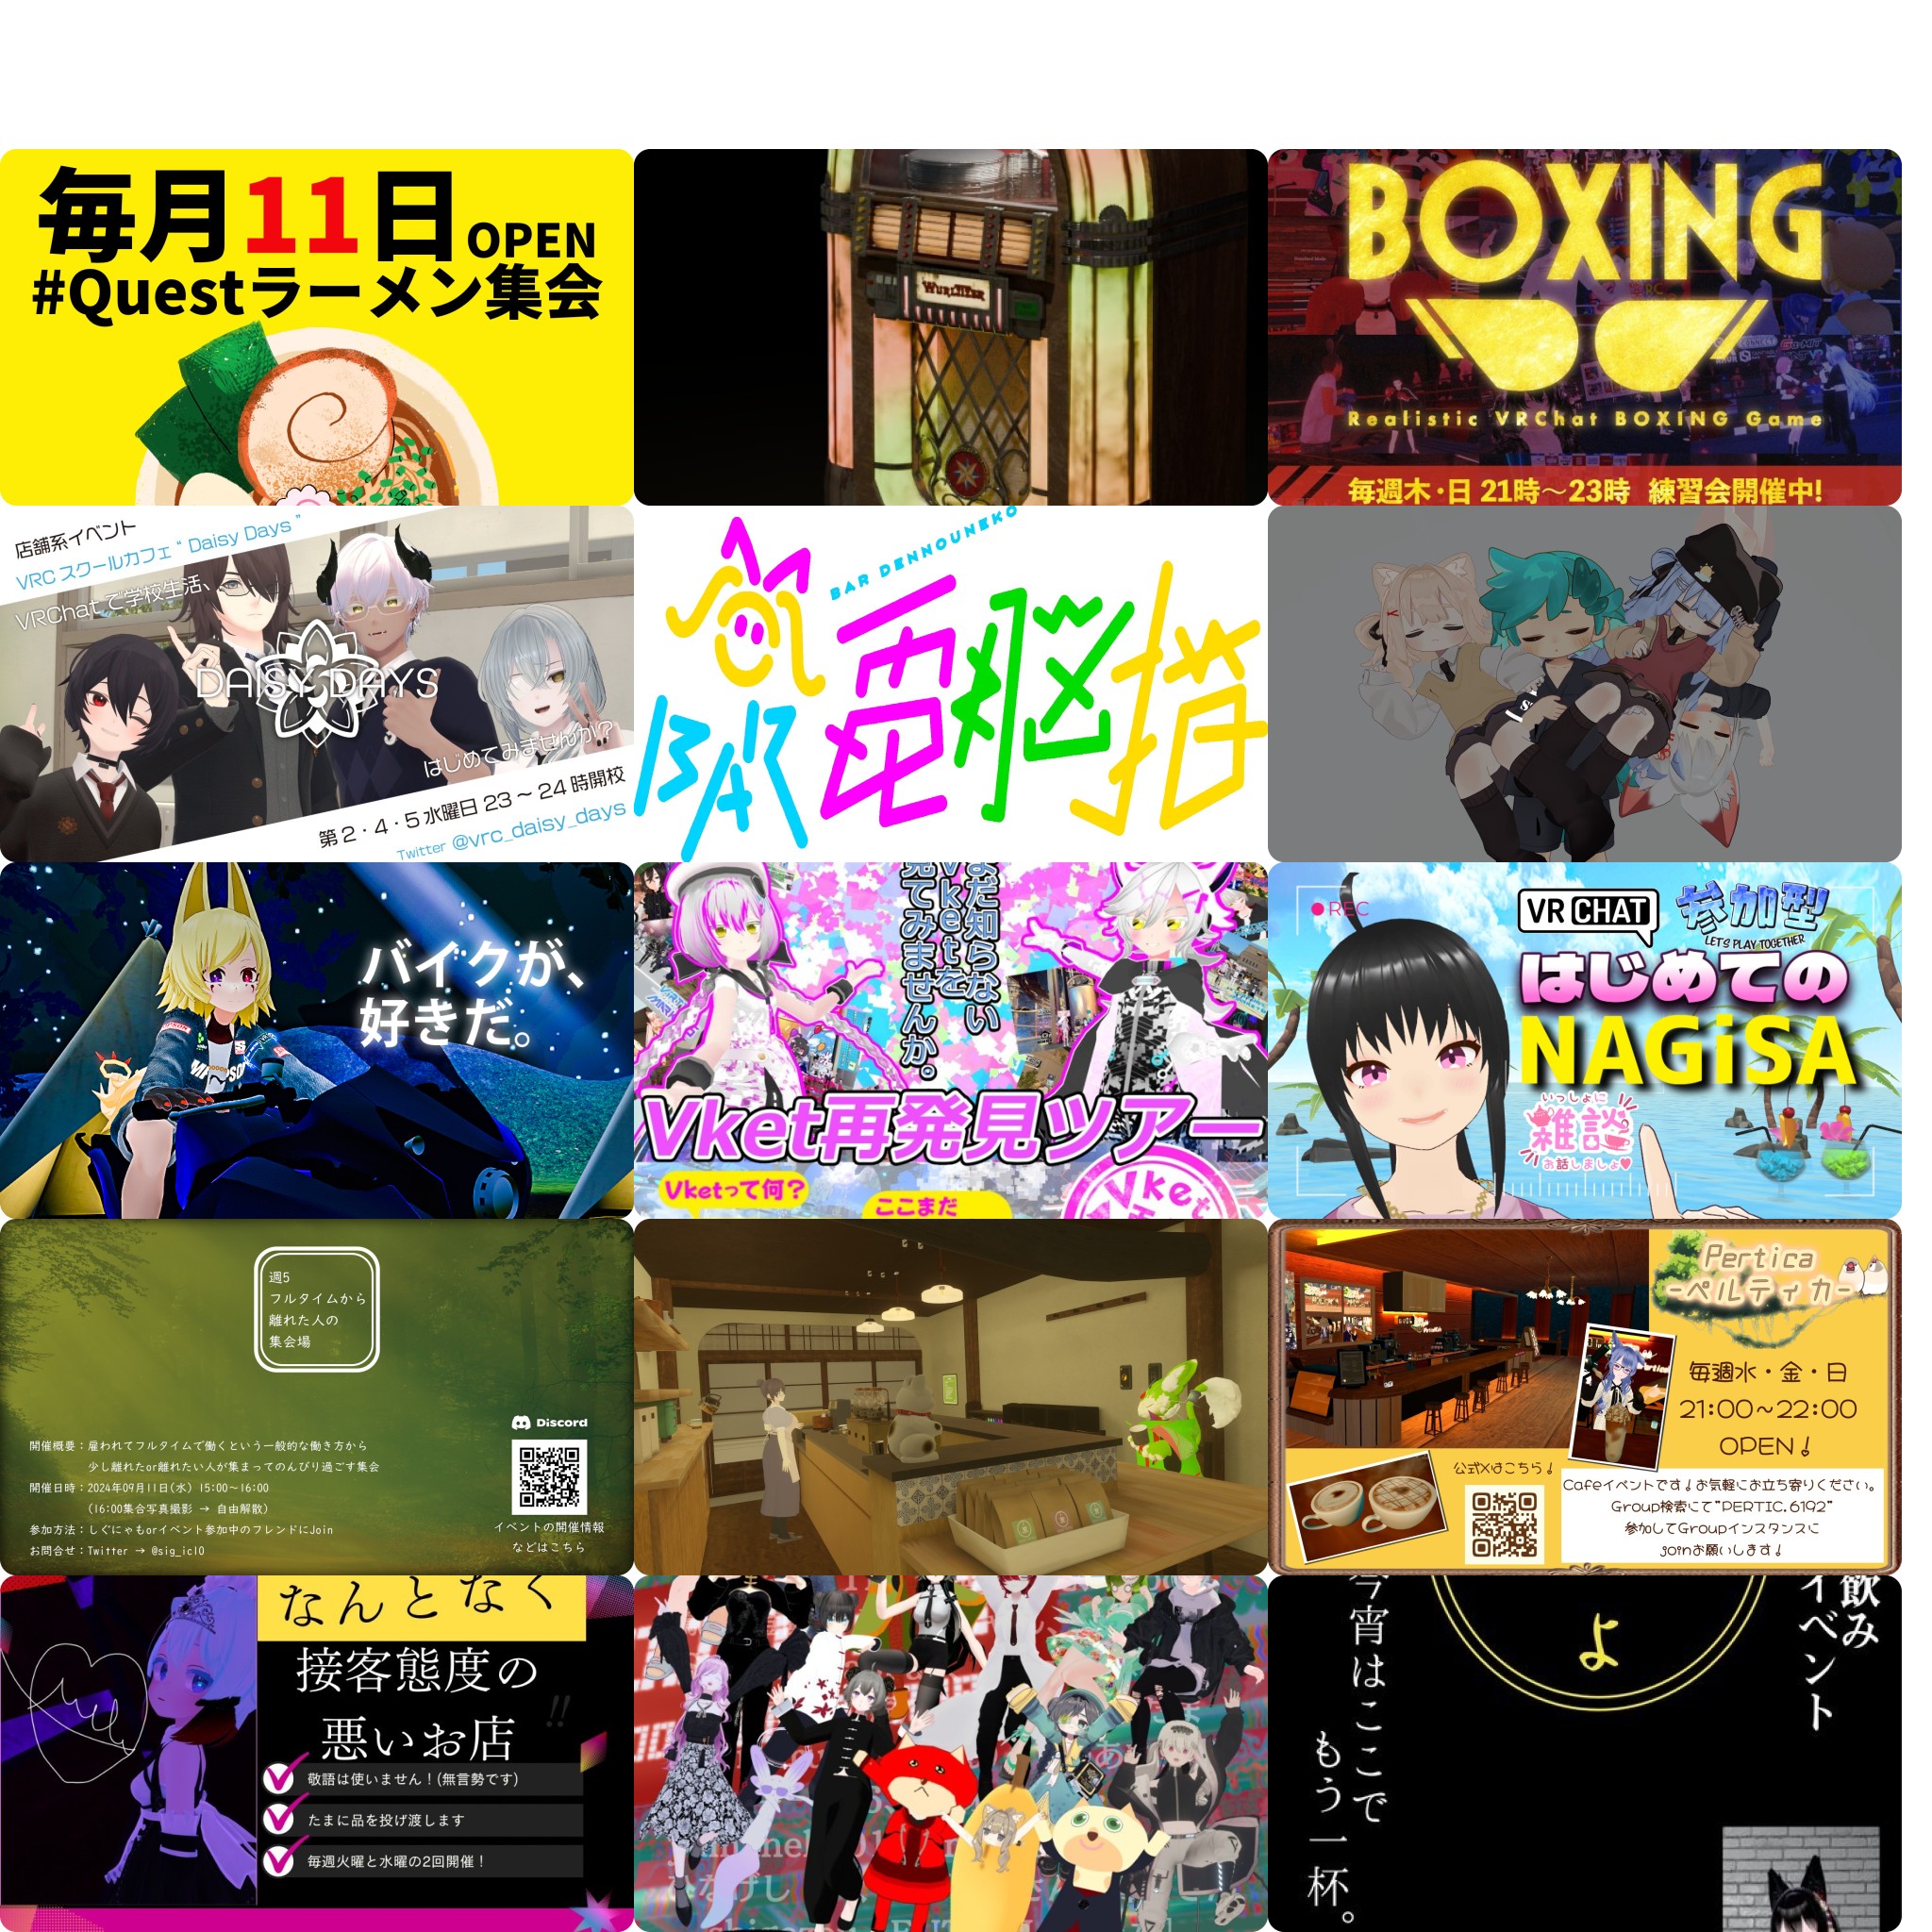 毎月11日OPEN
#Questラーメン集会
WURLITZER
BOXING
Realistic VRChat BOXING Game
毎週木・日 21時～23時 練習会開催中!
店舗系イベント
VRC スクールカフェ “ Daisy Days ”
VRChat で学校生活、
DAISY DAYS
はじめてみませんか?
第 2・4・5 水曜日 23 ～ 24 時開校
Twitter @vrc_daisy_days
BAR DENNOUNEKO
BAR 電脳猫
バイクが、
好きだ。
まだ知らない
Vketを
見てみませんか。
Vket再発見ツアー
Vketって何?
ここまだ
Vket
REC
VR CHAT
参加型
LET'S PLAY TOGETHER
はじめての
NAGiSA
いっしょに
雑談
お話しましょ♥
週5
フルタイムから
離れた人の
集会場
Discord
開催概要：雇われてフルタイムで働くという一般的な働き方から
少し離れたor離れたい人が集まってのんびり過ごす集会
開催日時：2024年09月11日(水) 15:00～16:00
(16:00集合写真撮影 → 自由解散)
参加方法：しぐにゃもorイベント参加中のフレンドにJoin
お問合せ：Twitter → @sig_ic10
イベントの開催情報
などはこちら
Pertica
-ペルティカ-
毎週水・金・日
21:00~22:00
OPEN！
公式Xはこちら！
Cafeイベントです！お気軽にお立ち寄りください。
Group検索にて"PERTIC.6192"
参加してGroupインスタンスに
joinお願いします！
なんとなく
接客態度の
悪いお店
!!
敬語は使いません！(無言勢です)
たまに品を投げ渡します
毎週火曜と水曜の2回開催！
飲み
イベント
よ
今宵はここで
もう一杯。